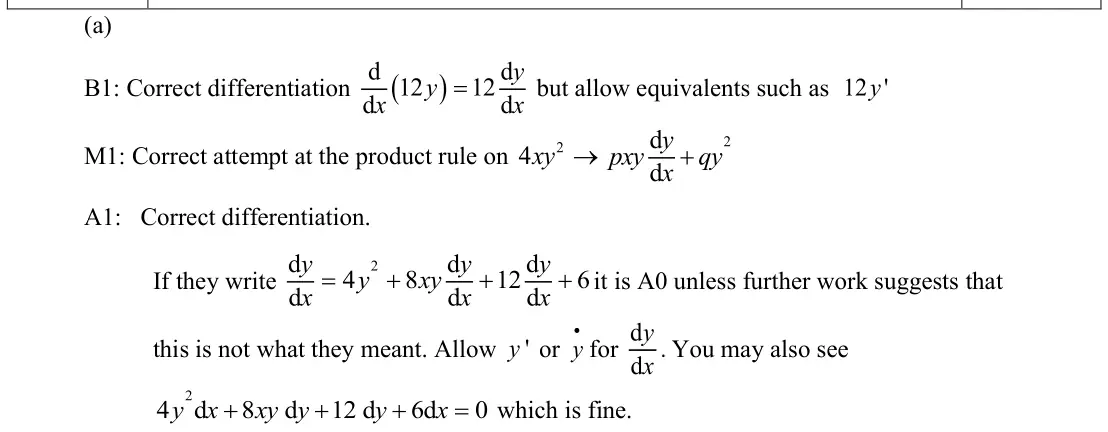 (a)
B1: Correct differentiation d/dx (12y) = 12 dy/dx but allow equivalents such as 12y'
M1: Correct attempt at the product rule on 4xy² → pxy dy/dx + qy²
A1: Correct differentiation.
If they write dy/dx = 4y² + 8xy dy/dx + 12 dy/dx + 6 it is A0 unless further work suggests that
this is not what they meant. Allow y' or ẏ for dy/dx. You may also see
4y²dx + 8xy dy + 12 dy + 6dx = 0 which is fine.